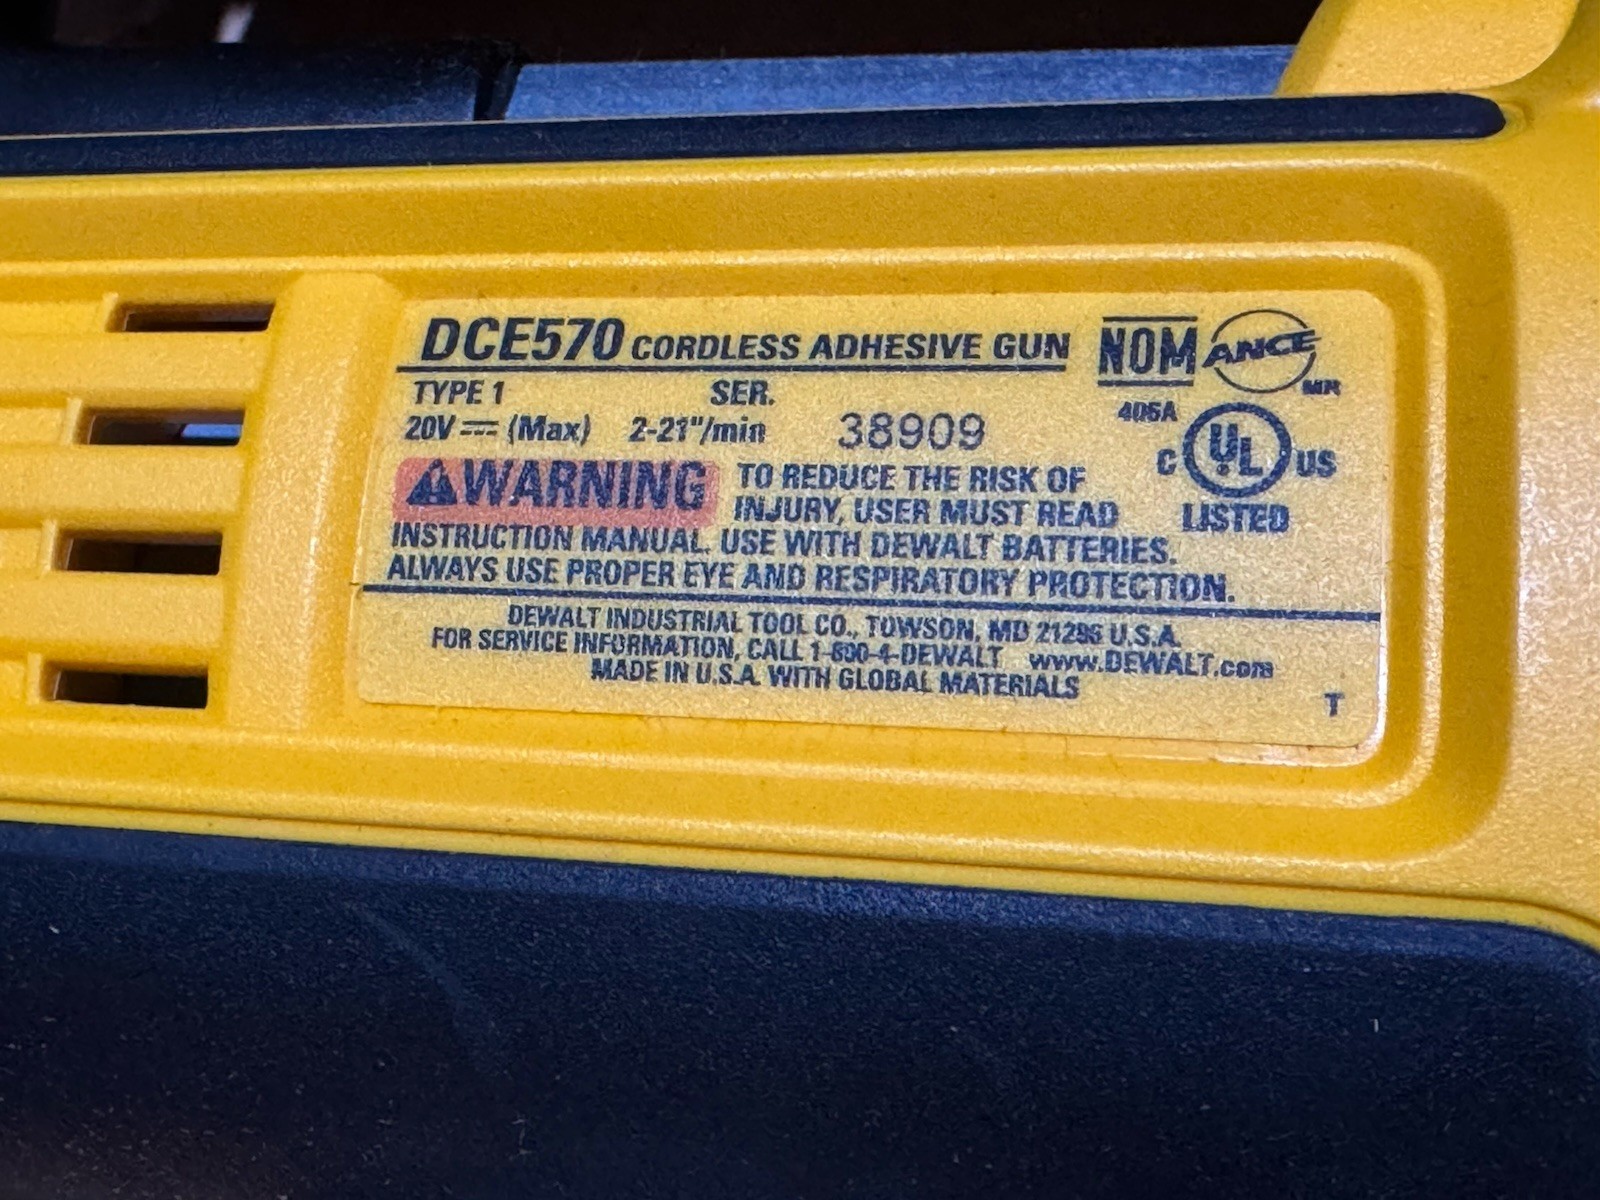 DCE570 CORDLESS ADHESIVE GUN
NOM ANCE
MR
TYPE 1 SER.
405A
20V ⎓ (Max) 2-21"/min 38909
C UL US
LISTED
⚠WARNING TO REDUCE THE RISK OF
INJURY, USER MUST READ
INSTRUCTION MANUAL. USE WITH DEWALT BATTERIES.
ALWAYS USE PROPER EYE AND RESPIRATORY PROTECTION.
DEWALT INDUSTRIAL TOOL CO., TOWSON, MD 21286 U.S.A.
FOR SERVICE INFORMATION, CALL 1-800-4-DEWALT www.DEWALT.com
MADE IN U.S.A. WITH GLOBAL MATERIALS
T